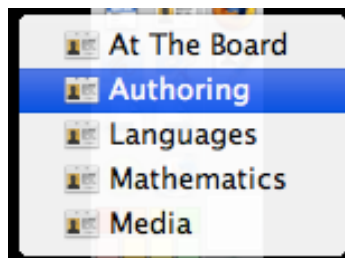 At The Board
Authoring
Languages
Mathematics
Media